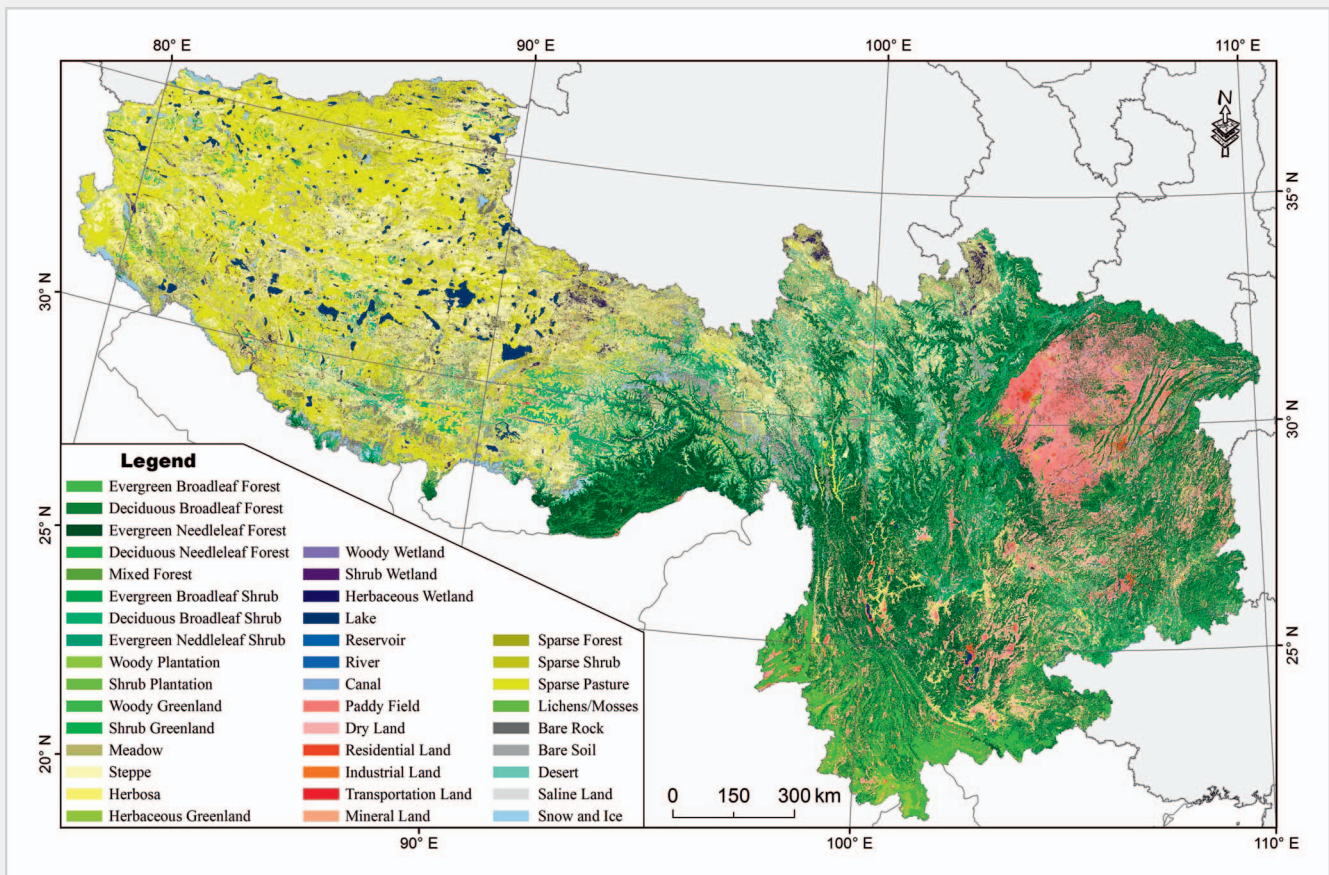 80° E
90° E
100° E
110° E
N
35° N
30° N
30° N
25° N
25° N
20° N
Legend
Evergreen Broadleaf Forest
Deciduous Broadleaf Forest
Evergreen Needleleaf Forest
Deciduous Needleleaf Forest
Mixed Forest
Evergreen Broadleaf Shrub
Deciduous Broadleaf Shrub
Evergreen Neddleleaf Shrub
Woody Plantation
Shrub Plantation
Woody Greenland
Shrub Greenland
Meadow
Steppe
Herbosa
Herbaceous Greenland
Woody Wetland
Shrub Wetland
Herbaceous Wetland
Lake
Reservoir
River
Canal
Paddy Field
Dry Land
Residential Land
Industrial Land
Transportation Land
Mineral Land
Sparse Forest
Sparse Shrub
Sparse Pasture
Lichens/Mosses
Bare Rock
Bare Soil
Desert
Saline Land
Snow and Ice
0 150 300 km
90° E
100° E
110° E